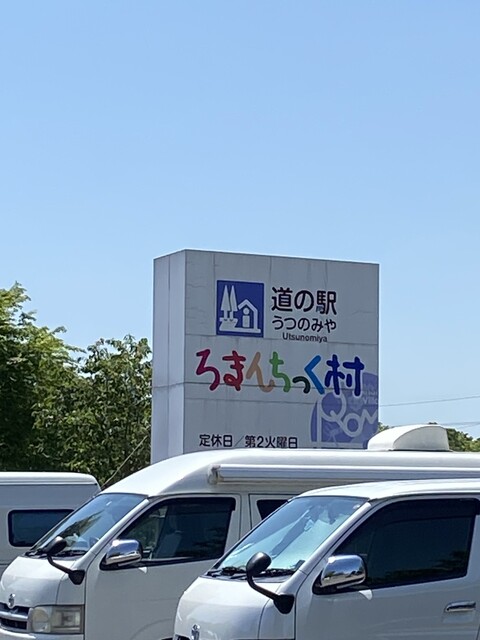 道の駅
うつのみや
Utsunomiya
ろまんちっく村
定休日／第2火曜日